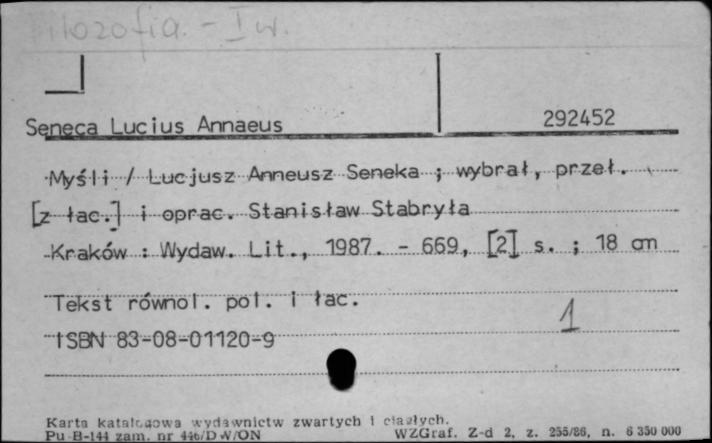 Filozofia. - I w.
Seneca Lucius Annaeus 292452
Myśli / Lucjusz Anneusz Seneka ; wybrał, przeł.
[z łac.] i oprac. Stanisław Stabryła
Kraków : Wydaw. Lit., 1987. - 669, [2] s. ; 18 cm
Tekst równol. pol. i łac.
1
ISBN 83-08-01120-9
Karta katalogowa wydawnictw zwartych i ciągłych.
Pu B-144 zam. nr 446/D W/ON WZGraf. Z-d 2, z. 255/86, n. 6 350 000